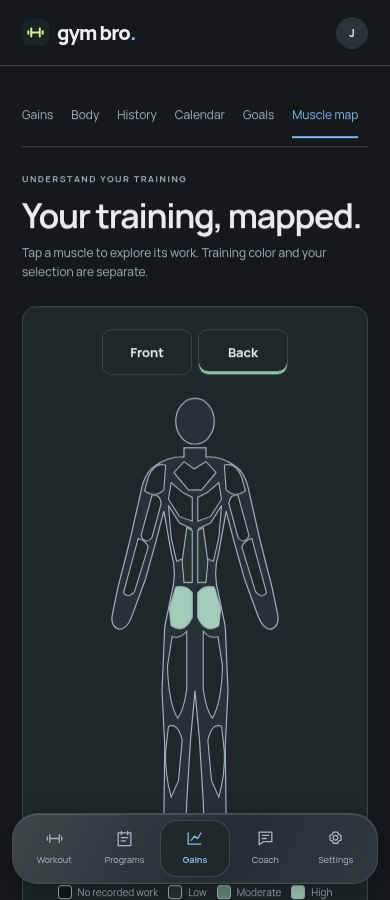 gym bro.
J
Gains Body History Calendar Goals Muscle map
UNDERSTAND YOUR TRAINING
Your training, mapped.
Tap a muscle to explore its work. Training color and your
selection are separate.
Front Back
Workout Programs Gains Coach Settings
No recorded work Low Moderate High